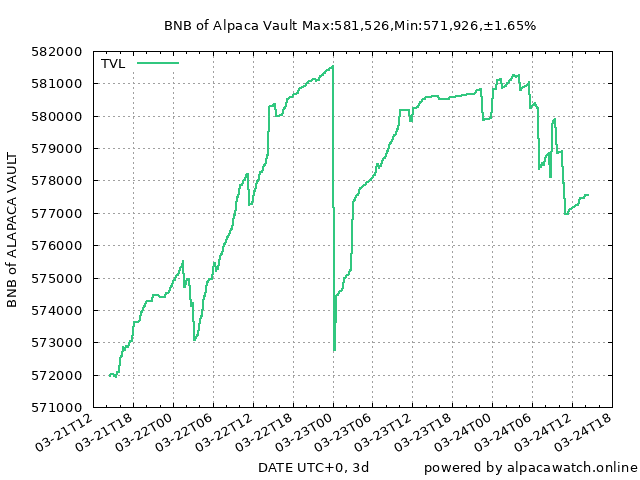 BNB of Alpaca Vault Max:581,526,Min:571,926,±1.65%
TVL
582000
581000
580000
579000
578000
577000
576000
575000
574000
573000
572000
571000
BNB of ALAPACA VAULT
03-21T12
03-21T18
03-22T00
03-22T06
03-22T12
03-22T18
03-23T00
03-23T06
03-23T12
03-23T18
03-24T00
03-24T06
03-24T12
03-24T18
DATE UTC+0, 3d
powered by alpacawatch.online